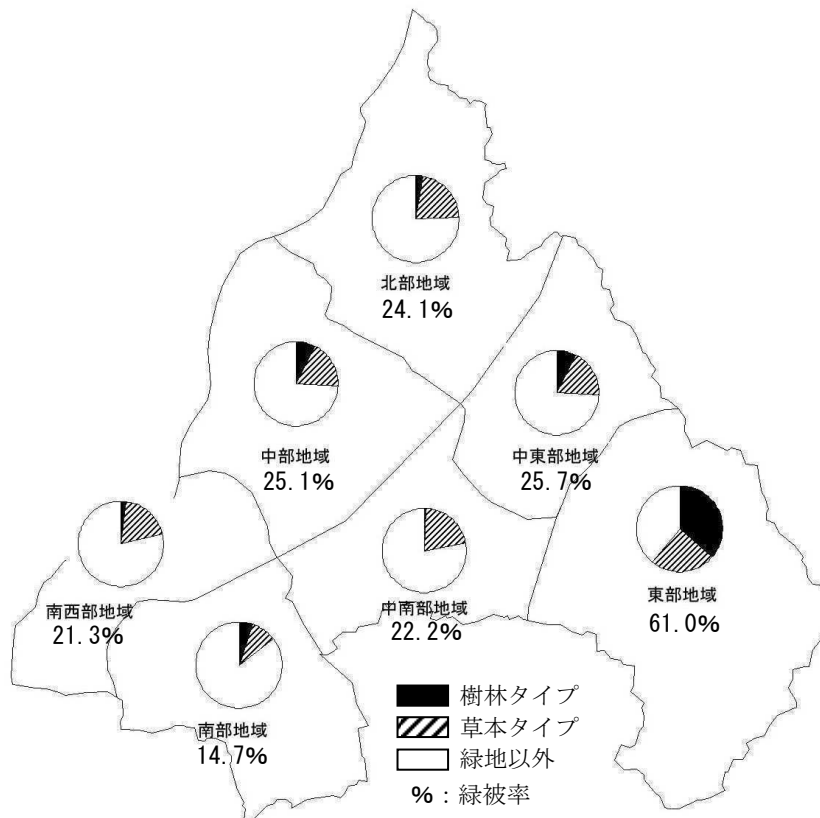 北部地域
24.1%
中部地域
25.1%
中東部地域
25.7%
南西部地域
21.3%
中南部地域
22.2%
東部地域
61.0%
南部地域
14.7%
樹林タイプ
草本タイプ
緑地以外
%：緑被率